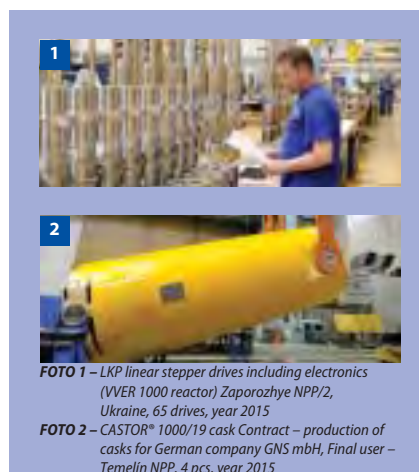 1
2
FOTO 1 – LKP linear stepper drives including electronics
(VVER 1000 reactor) Zaporozhye NPP/2,
Ukraine, 65 drives, year 2015
FOTO 2 – CASTOR® 1000/19 cask Contract – production of
casks for German company GNS mbH, Final user –
Temelín NPP, 4 pcs, year 2015